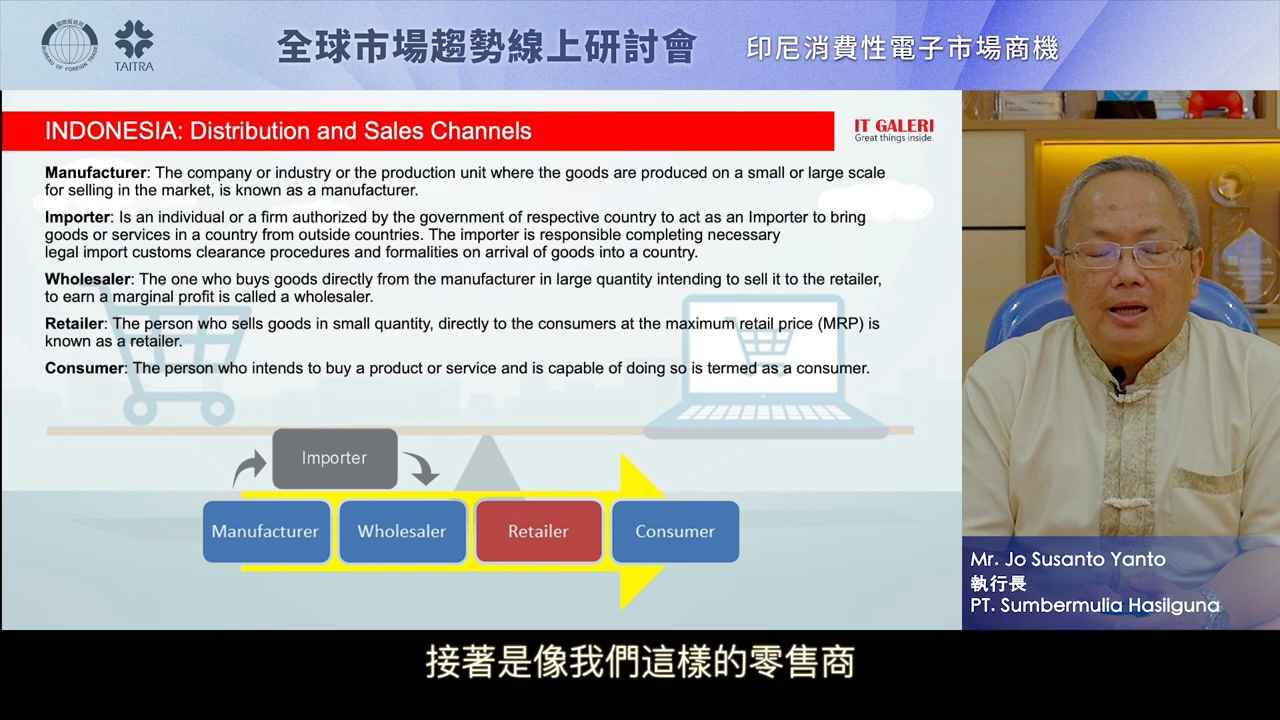 BUREAU OF FOREIGN TRADE
TAITRA
全球市場趨勢線上研討會
印尼消費性電子市場商機
INDONESIA: Distribution and Sales Channels
IT GALERI
Great things inside.
Manufacturer: The company or industry or the production unit where the goods are produced on a small or large scale
for selling in the market, is known as a manufacturer.
Importer: Is an individual or a firm authorized by the government of respective country to act as an Importer to bring
goods or services in a country from outside countries. The importer is responsible completing necessary
legal import customs clearance procedures and formalities on arrival of goods into a country.
Wholesaler: The one who buys goods directly from the manufacturer in large quantity intending to sell it to the retailer,
to earn a marginal profit is called a wholesaler.
Retailer: The person who sells goods in small quantity, directly to the consumers at the maximum retail price (MRP) is
known as a retailer.
Consumer: The person who intends to buy a product or service and is capable of doing so is termed as a consumer.
Importer
Manufacturer
Wholesaler
Retailer
Consumer
Microsoft
Mr. Jo Susanto Yanto
執行長
PT. Sumbermulia Hasilguna
接著是像我們這樣的零售商